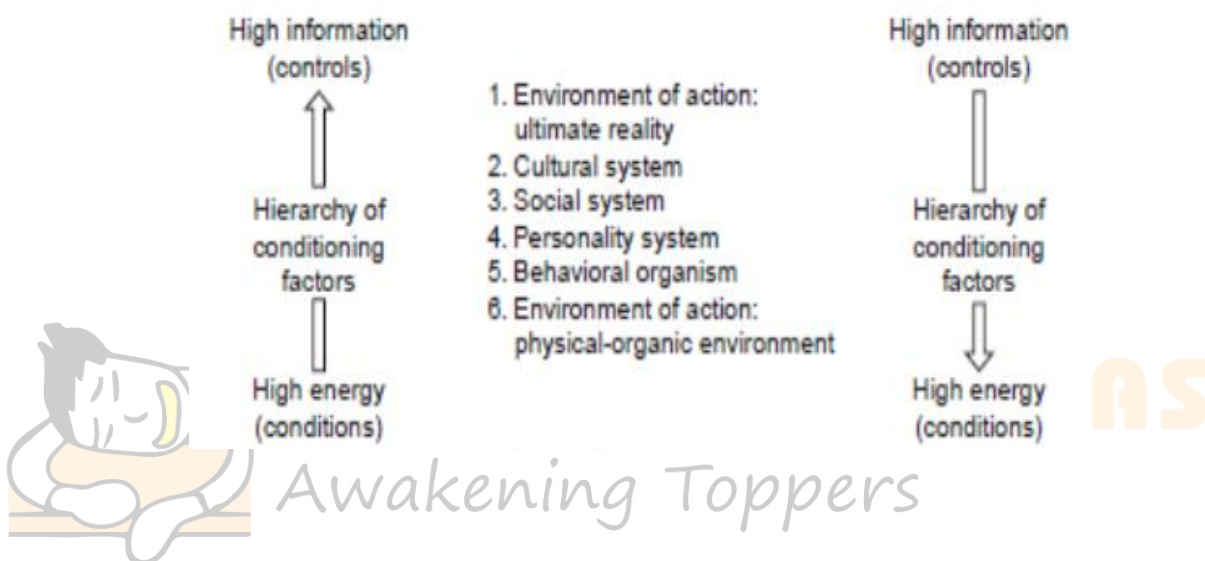 High information
(controls)
Hierarchy of
conditioning
factors
High energy
(conditions)
1. Environment of action:
ultimate reality
2. Cultural system
3. Social system
4. Personality system
5. Behavioral organism
6. Environment of action:
physical-organic environment
High information
(controls)
Hierarchy of
conditioning
factors
High energy
(conditions)
AS
Awakening Toppers